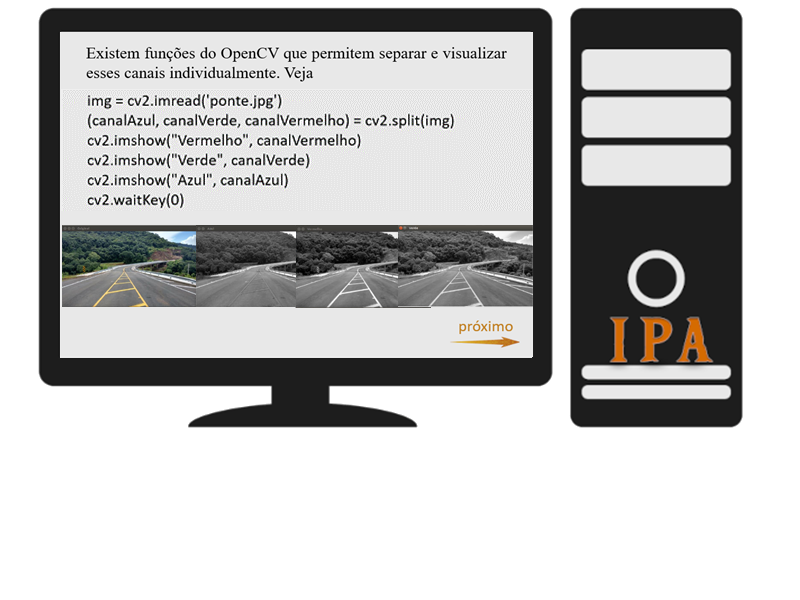 Existem funções do OpenCV que permitem separar e visualizar
esses canais individualmente. Veja
img = cv2.imread('ponte.jpg')
(canalAzul, canalVerde, canalVermelho) = cv2.split(img)
cv2.imshow("Vermelho", canalVermelho)
cv2.imshow("Verde", canalVerde)
cv2.imshow("Azul", canalAzul)
cv2.waitKey(0)
próximo
IPA